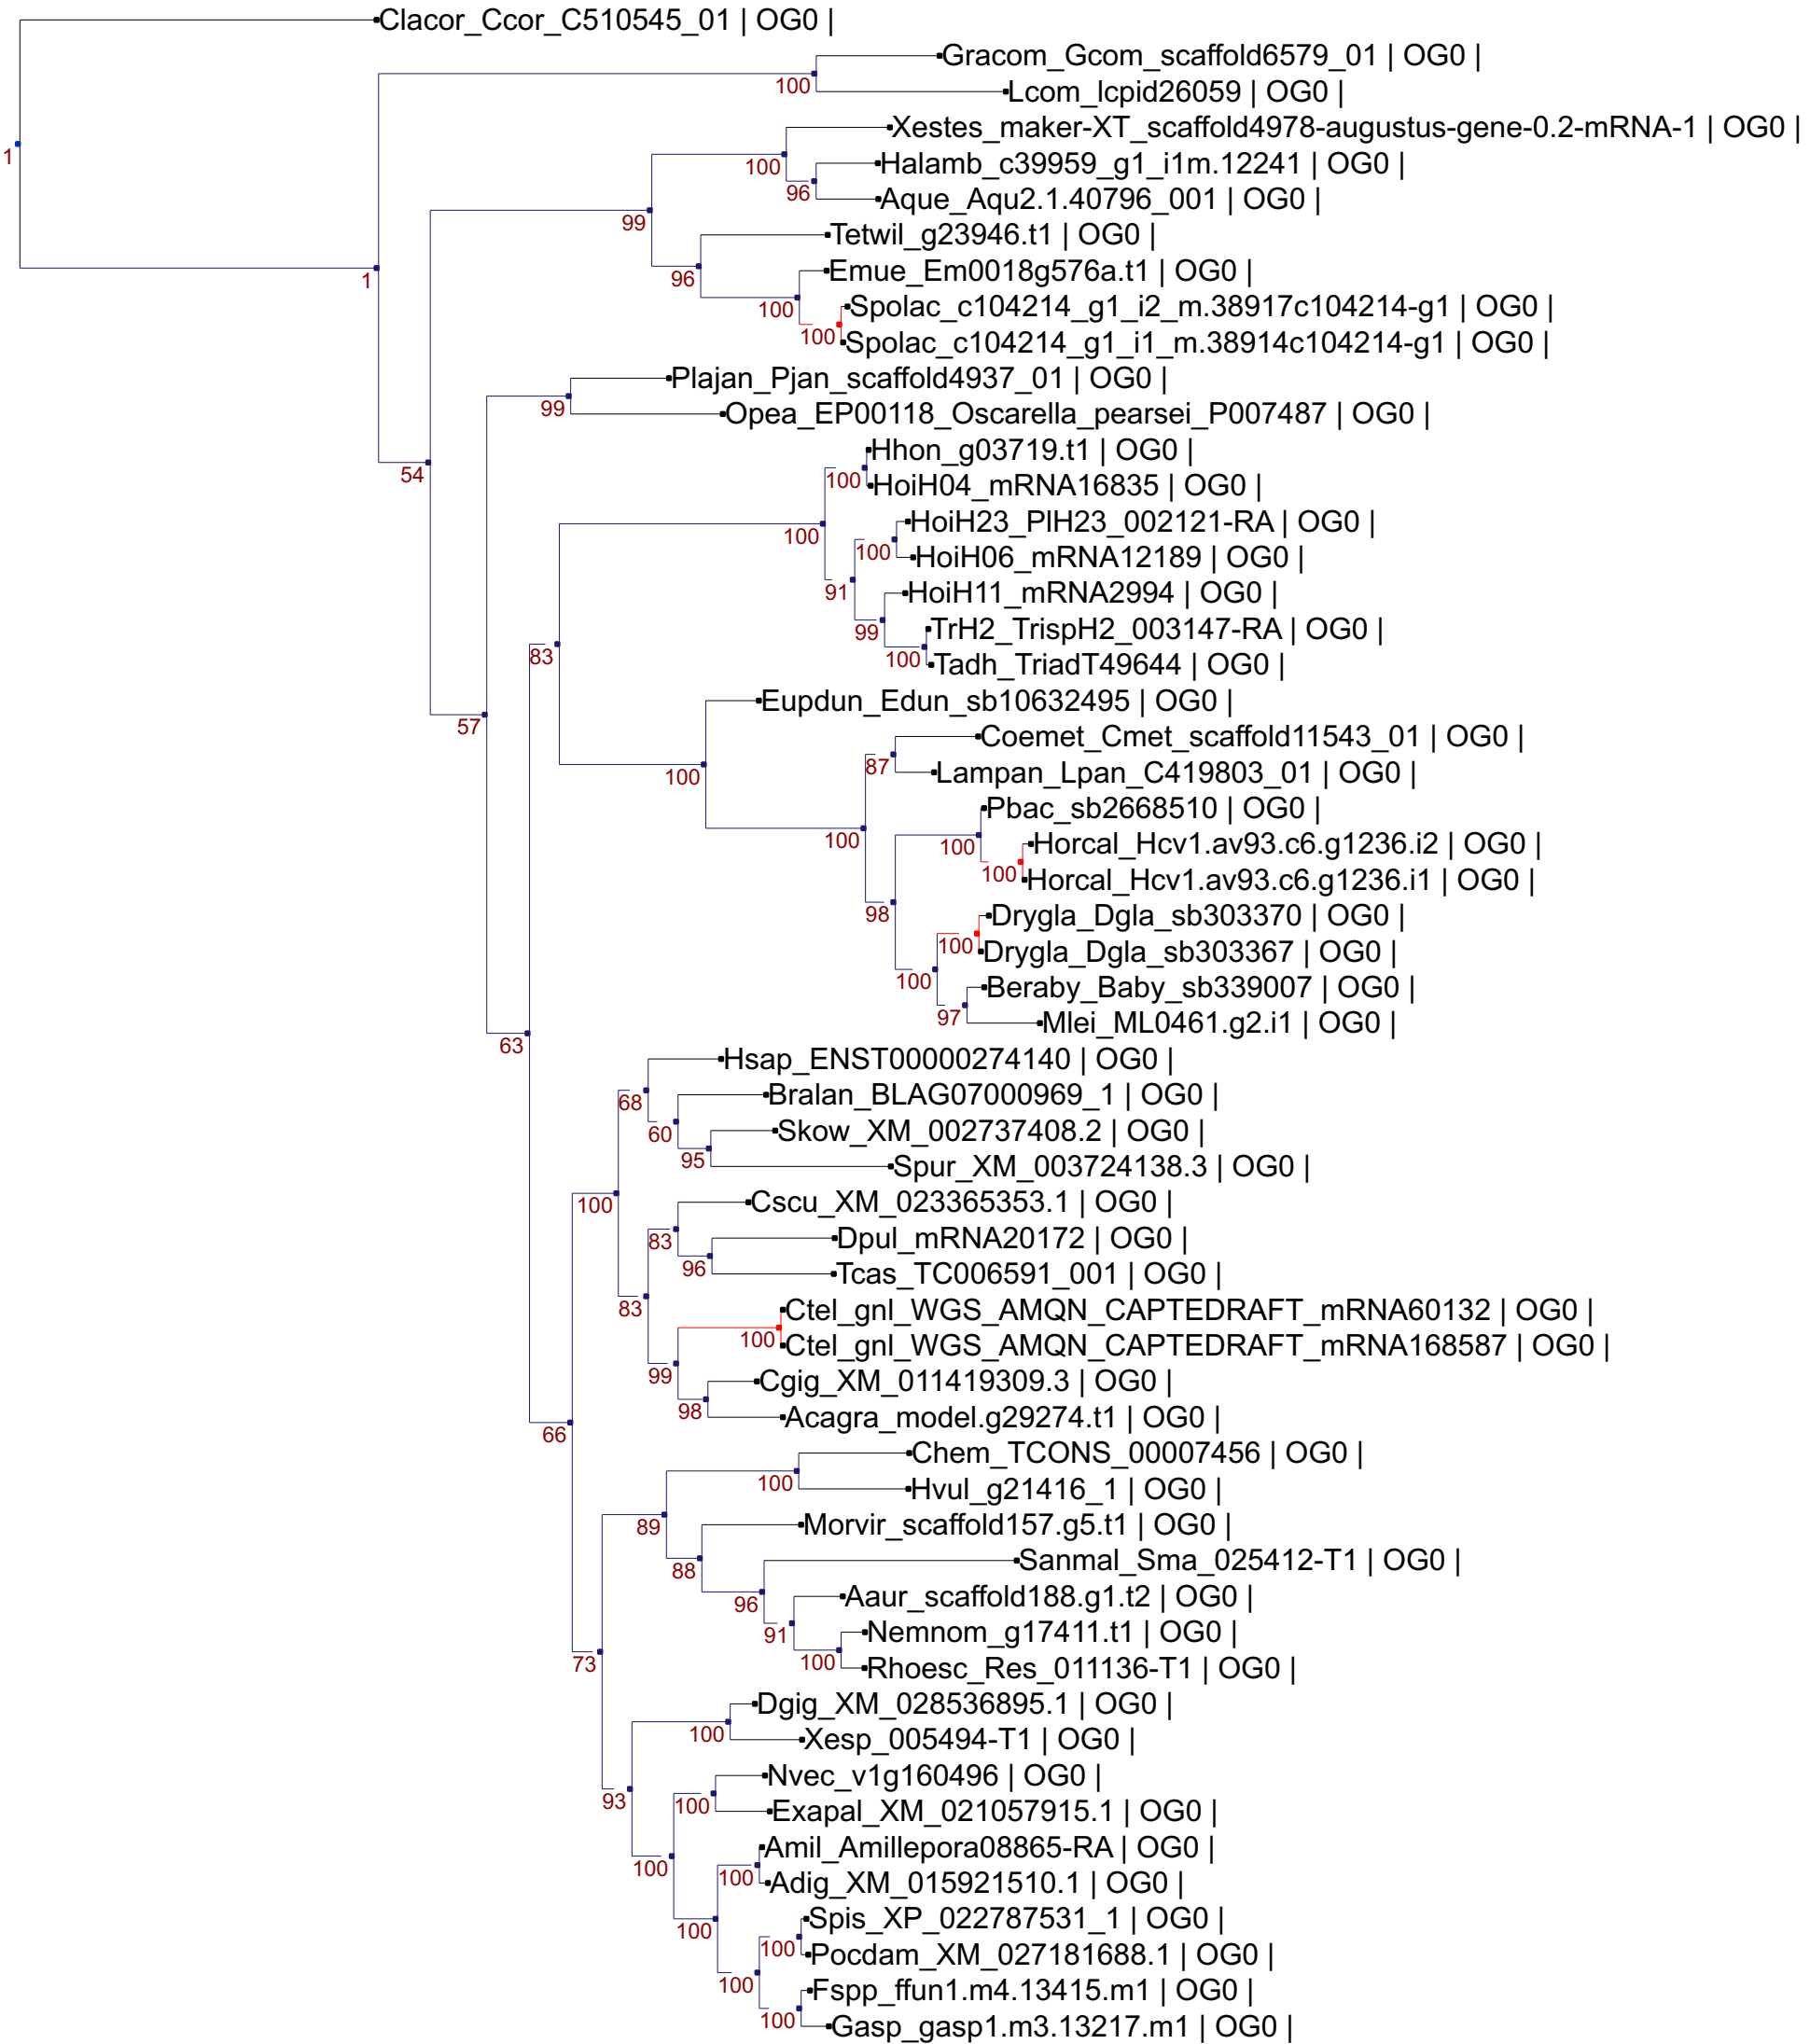 Clacor_Ccor_C510545_01 | OG0 |
Gracom_Gcom_scaffold6579_01 | OG0 |
100
Lcom_lcpid26059 | OG0 |
Xestes_maker-XT_scaffold4978-augustus-gene-0.2-mRNA-1 | OG0 |
1
100
Halamb_c39959_g1_i1m.12241 | OG0 |
96
Aque_Aqu2.1.40796_001 | OG0 |
99
Tetwil_g23946.t1 | OG0 |
1
96
Emue_Em0018g576a.t1 | OG0 |
100
Spolac_c104214_g1_i2_m.38917c104214-g1 | OG0 |
100
Spolac_c104214_g1_i1_m.38914c104214-g1 | OG0 |
Plajan_Pjan_scaffold4937_01 | OG0 |
99
Opea_EP00118_Oscarella_pearsei_P007487 | OG0 |
Hhon_g03719.t1 | OG0 |
54
100
HoiH04_mRNA16835 | OG0 |
HoiH23_PlH23_002121-RA | OG0 |
100
100
HoiH06_mRNA12189 | OG0 |
91
HoiH11_mRNA2994 | OG0 |
99
TrH2_TrispH2_003147-RA | OG0 |
83
100
Tadh_TriadT49644 | OG0 |
Eupdun_Edun_sb10632495 | OG0 |
57
Coemet_Cmet_scaffold11543_01 | OG0 |
100
87
Lampan_Lpan_C419803_01 | OG0 |
Pbac_sb2668510 | OG0 |
100
100
Horcal_Hcv1.av93.c6.g1236.i2 | OG0 |
100
Horcal_Hcv1.av93.c6.g1236.i1 | OG0 |
98
Drygla_Dgla_sb303370 | OG0 |
100
Drygla_Dgla_sb303367 | OG0 |
100
Beraby_Baby_sb339007 | OG0 |
97
Mlei_ML0461.g2.i1 | OG0 |
63
Hsap_ENST00000274140 | OG0 |
68
Bralan_BLAG07000969_1 | OG0 |
60
Skow_XM_002737408.2 | OG0 |
95
Spur_XM_003724138.3 | OG0 |
100
Cscu_XM_023365353.1 | OG0 |
83
Dpul_mRNA20172 | OG0 |
96
Tcas_TC006591_001 | OG0 |
83
Ctel_gnl_WGS_AMQN_CAPTEDRAFT_mRNA60132 | OG0 |
100
Ctel_gnl_WGS_AMQN_CAPTEDRAFT_mRNA168587 | OG0 |
99
Cgig_XM_011419309.3 | OG0 |
98
Acagra_model.g29274.t1 | OG0 |
66
Chem_TCONS_00007456 | OG0 |
100
Hvul_g21416_1 | OG0 |
89
Morvir_scaffold157.g5.t1 | OG0 |
88
Sanmal_Sma_025412-T1 | OG0 |
96
Aaur_scaffold188.g1.t2 | OG0 |
91
Nemnom_g17411.t1 | OG0 |
73
100
Rhoesc_Res_011136-T1 | OG0 |
Dgig_XM_028536895.1 | OG0 |
100
Xesp_005494-T1 | OG0 |
Nvec_v1g160496 | OG0 |
93
100
Exapal_XM_021057915.1 | OG0 |
Amil_Amillepora08865-RA | OG0 |
100
100
Adig_XM_015921510.1 | OG0 |
Spis_XP_022787531_1 | OG0 |
100
100
Pocdam_XM_027181688.1 | OG0 |
100
Fspp_ffun1.m4.13415.m1 | OG0 |
100
Gasp_gasp1.m3.13217.m1 | OG0 |